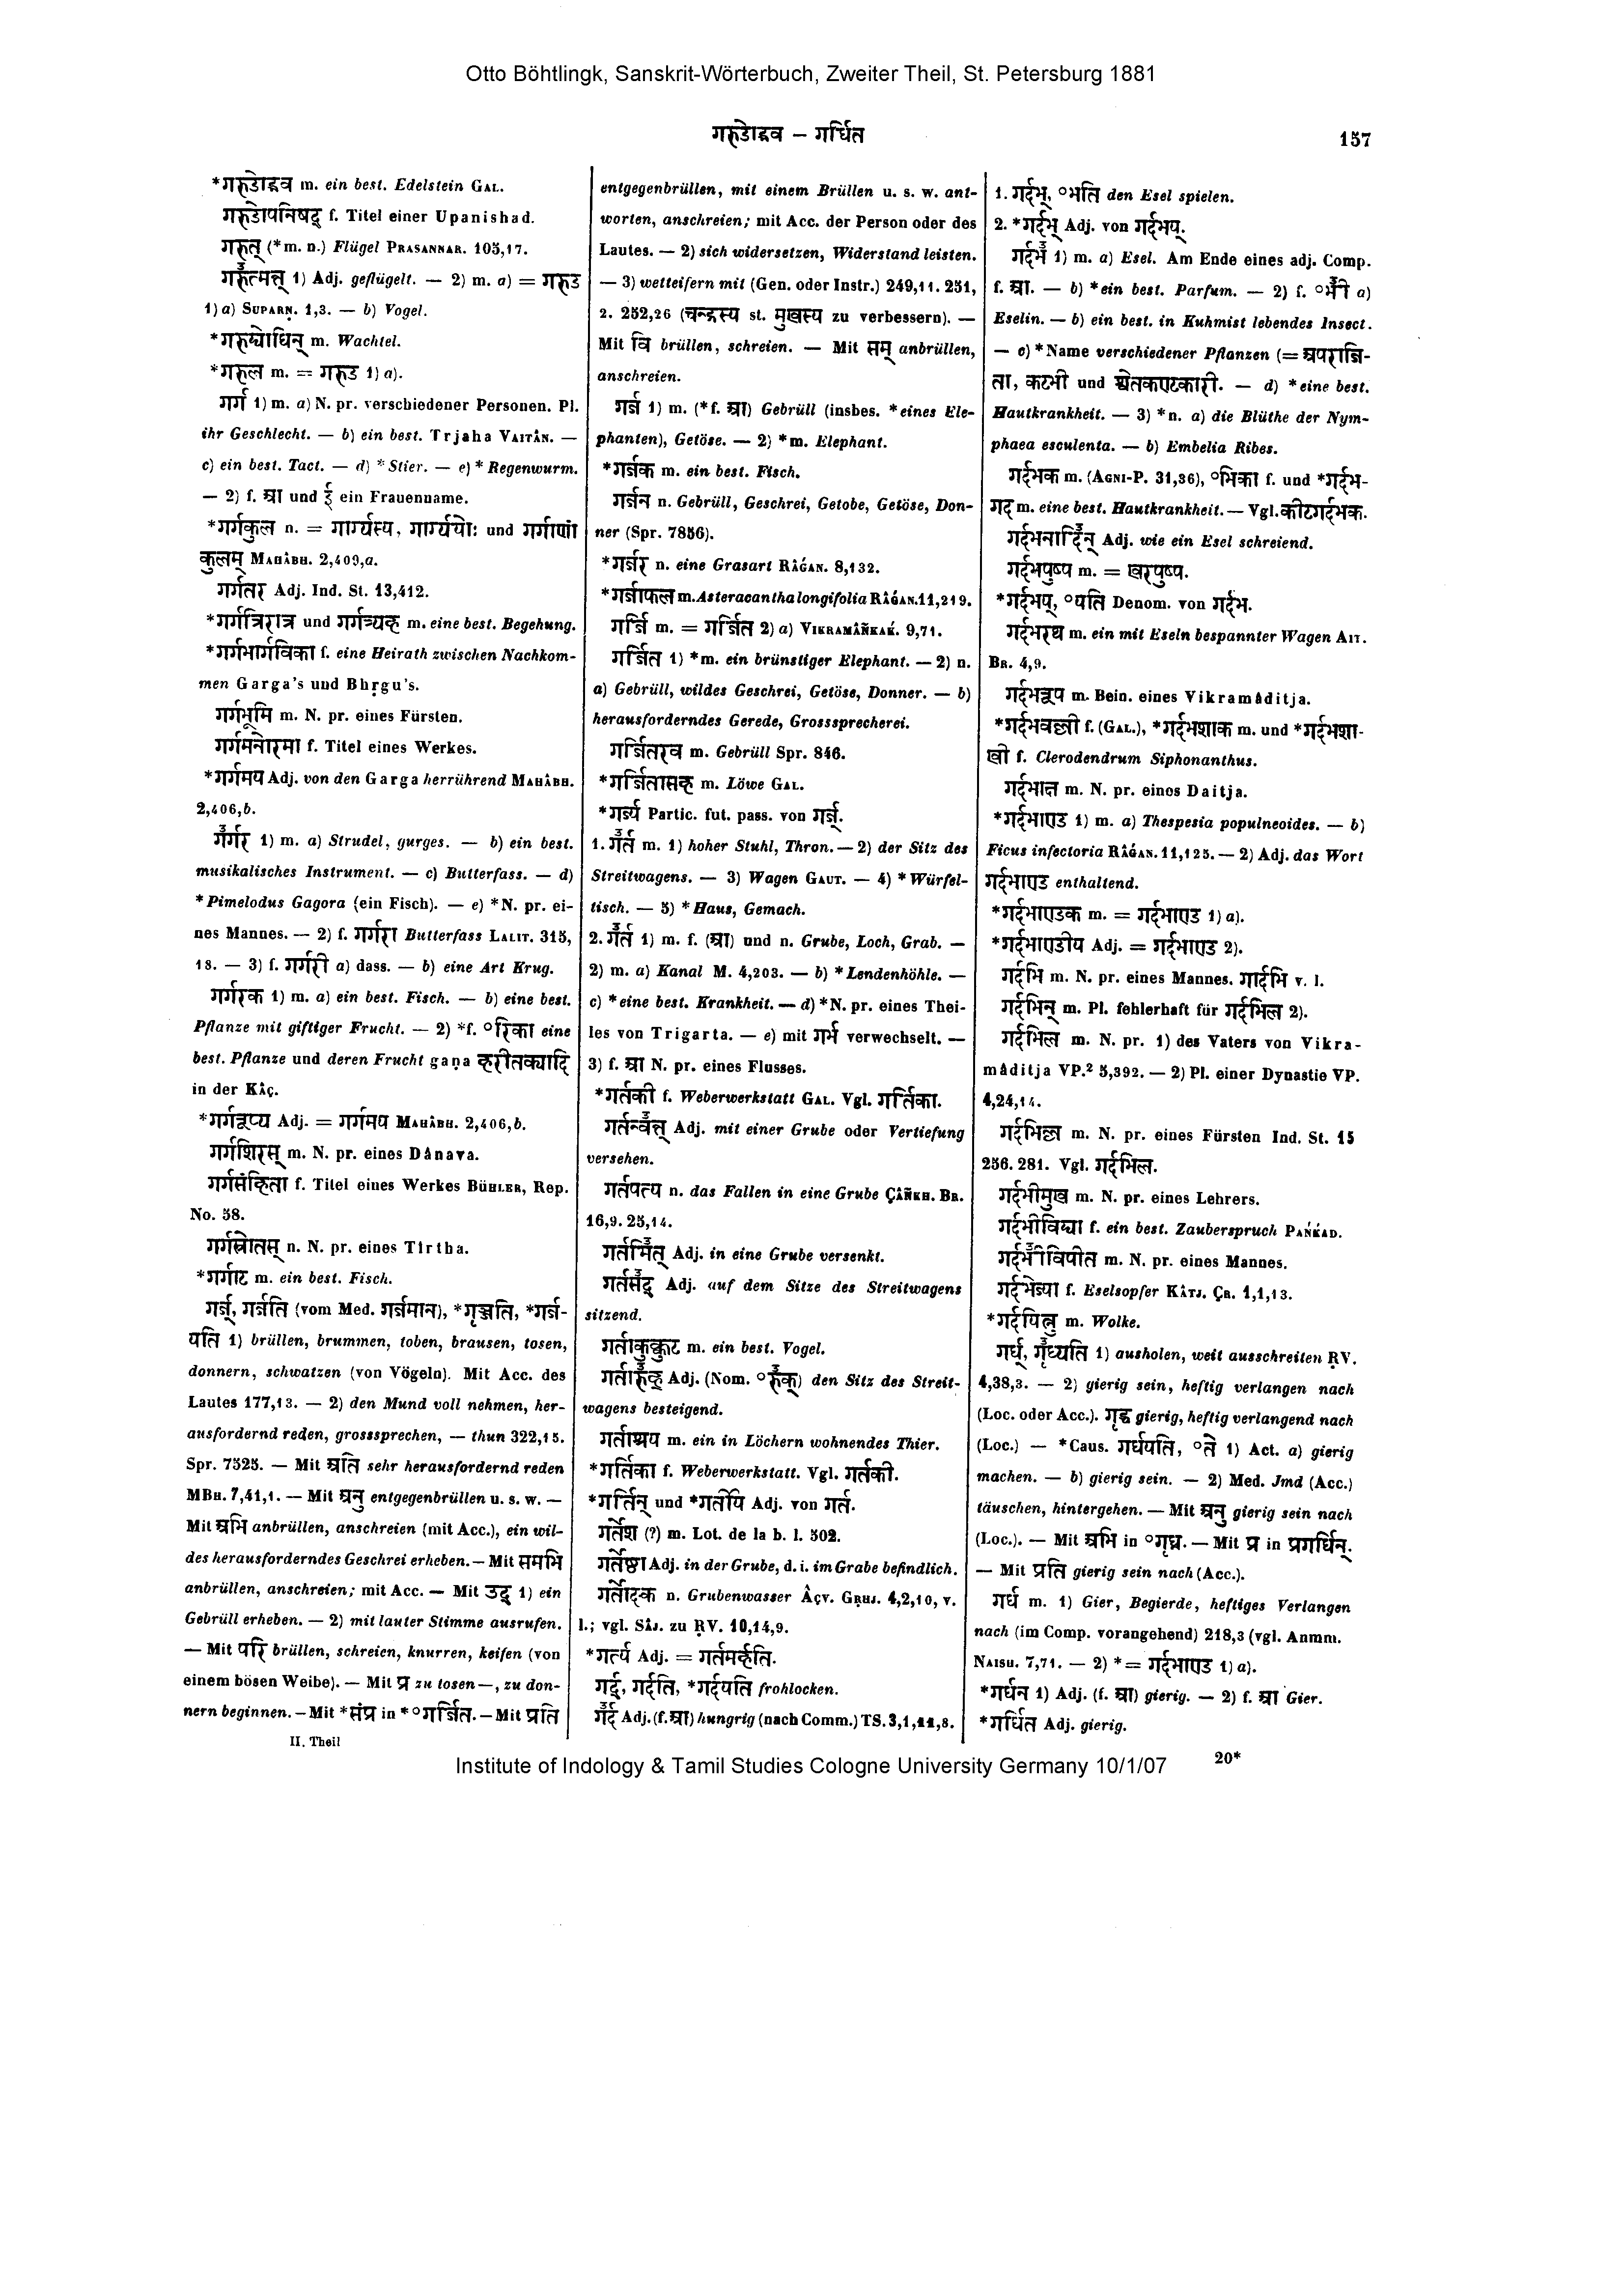 Otto Böhtlingk, Sanskrit-Wörterbuch, Zweiter Theil, St. Petersburg 1881
गरुडोद्भव — गर्धित
157
*गरुडोद्भव m. ein best. Edelstein GAL.
गरुडोपनिषद् f. Titel einer Upanishad.
गरुत् (*m. n.) Flügel PRASANNAR. 105,17.
गरुत्मत् 1) Adj. geflügelt. — 2) m. a) = गरुड
1) a) SUPARṆ. 1,3. — b) Vogel.
*गरुद्योधिन् m. Wachtel.
*गरुल m. = गरुड 1) a).
गर्ग 1) m. a) N. pr. verschiedener Personen. Pl.
ihr Geschlecht. — b) ein best. Trjaha VAITÂN. —
c) ein best. Tact. — d) *Stier. — e) *Regenwurm.
— 2) f. आ und ई ein Frauenname.
*गर्गकुल n. = गार्ग्यस्य, गार्ग्ययोः und गर्गाणां
कुलम् MAHÂBH. 2,409,a.
गर्गतर Adj. Ind. St. 13,412.
*गर्गत्रिरात्र und गर्गत्र्यह m. eine best. Begehung.
*गर्गभार्गविका f. eine Heirath zwischen Nachkom-
men Garga's und Bhṛgu's.
गर्गभूमि m. N. pr. eines Fürsten.
गर्गमनोरमा f. Titel eines Werkes.
*गर्गमय Adj. von den Garga herrührend MAHÂBH.
2,406,b.
गर्गर 1) m. a) Strudel, gurges. — b) ein best.
musikalisches Instrument. — c) Butterfass. — d)
*Pimelodus Gagora (ein Fisch). — e) *N. pr. ei-
nes Mannes. — 2) f. गर्गरा Butterfass LALIT. 315,
18. — 3) f. गर्गरी a) dass. — b) eine Art Krug.
गर्गरक 1) m. a) ein best. Fisch. — b) eine best.
Pflanze mit giftiger Frucht. — 2) *f. °रिका eine
best. Pflanze und deren Frucht gaṇa हरीतक्यादि
in der KÂÇ.
*गर्गरूप्य Adj. = गर्गमय MAHÂBH. 2,406,b.
गर्गशिरस् m. N. pr. eines Dânava.
गर्गसंहिता f. Titel eines Werkes BÜHLER, Rep.
No. 38.
गर्गस्रोतस् n. N. pr. eines Tîrtha.
*गर्गाट m. ein best. Fisch.
गर्ज्, गर्जति (vom Med. गर्जमान), *गृञ्जति, *गर्ज-
यति 1) brüllen, brummen, toben, brausen, tosen,
donnern, schwatzen (von Vögeln). Mit Acc. des
Lautes 177,13. — 2) den Mund voll nehmen, her-
ausfordernd reden, grosssprechen, — thun 322,15.
Spr. 7325. — Mit अति sehr herausfordernd reden
MBH. 7,41,1. — Mit अनु entgegenbrüllen u. s. w. —
Mit अभि anbrüllen, anschreien (mit Acc.), ein wil-
des herausforderndes Geschrei erheben. — Mit समभि
anbrüllen, anschreien; mit Acc. — Mit उद् 1) ein
Gebrüll erheben. — 2) mit lauter Stimme ausrufen.
— Mit परि brüllen, schreien, knurren, keifen (von
einem bösen Weibe). — Mit प्र zu tosen —, zu don-
nern beginnen. — Mit *संप्र in *°गर्जित. — Mit प्रति
II. Theil
entgegenbrüllen, mit einem Brüllen u. s. w. ant-
worten, anschreien; mit Acc. der Person oder des
Lautes. — 2) sich widersetzen, Widerstand leisten.
— 3) wetteifern mit (Gen. oder Instr.) 249,11. 251,
2. 252,26 (चन्द्रस्य st. मुखस्य zu verbessern). —
Mit वि brüllen, schreien. — Mit सम् anbrüllen,
anschreien.
गर्ज 1) m. (*f. आ) Gebrüll (insbes. *eines Ele-
phanten), Getöse. — 2) *m. Elephant.
*गर्जक m. ein best. Fisch.
गर्जन n. Gebrüll, Geschrei, Getobe, Getöse, Don-
ner (Spr. 7856).
*गर्जर n. eine Grasart RÂǴAN. 8,132.
*गर्जाफल m. Asteracantha longifolia RÂǴAN. 11,219.
गर्जि m. = गर्जित 2) a) VIKRAMÂṄKAḰ. 9,71.
गर्जित 1) *m. ein brünstiger Elephant. — 2) n.
a) Gebrüll, wildes Geschrei, Getöse, Donner. — b)
herausforderndes Gerede, Grosssprecherei.
गर्जितरव m. Gebrüll Spr. 846.
*गर्जितासह m. Löwe GAL.
*गर्ज्य Partic. fut. pass. von गर्ज्.
1. गर्त m. 1) hoher Stuhl, Thron. — 2) der Sitz des
Streitwagens. — 3) Wagen GAUT. — 4) *Würfel-
tisch. — 5) *Haus, Gemach.
2. गर्त 1) m. f. (आ) und n. Grube, Loch, Grab. —
2) m. a) Kanal M. 4,203. — b) *Lendenhöhle. —
c) *eine best. Krankheit. — d) *N. pr. eines Thei-
les von Trigarta. — e) mit गर्भ verwechselt. —
3) f. आ N. pr. eines Flusses.
*गर्तकी f. Weberwerkstatt GAL. Vgl. गर्तिका.
गर्तन्वत् Adj. mit einer Grube oder Vertiefung
versehen.
गर्तपत्य n. das Fallen in eine Grube ÇÂÑKH. BR.
16,9. 25,14.
गर्तमित् Adj. in eine Grube versenkt.
गर्तसद् Adj. auf dem Sitze des Streitwagens
sitzend.
गर्ताकुक्कुट m. ein best. Vogel.
गर्तारुह् Adj. (Nom. °रुक्) den Sitz des Streit-
wagens besteigend.
गर्ताश्रय m. ein in Löchern wohnendes Thier.
*गर्तिका f. Weberwerkstatt. Vgl. गर्तकी.
*गर्तिन् und *गर्तीय Adj. von गर्त.
गर्तेश (?) m. Lot. de la b. l. 502.
गर्तेष्ठा Adj. in der Grube, d. i. im Grabe befindlich.
गर्तोदक n. Grubenwasser ÂÇV. GṚHJ. 4,2,10, v.
l.; vgl. SÂJ. zu ṚV. 10,14,9.
*गर्त्य Adj. = गर्तमर्हति.
गर्द्, गर्दति, *गर्दयति frohlocken.
गर्द Adj. (f. आ) hungrig (nach Comm.) TS. 3,1,11,8.
1. गर्दभ्, °भति den Esel spielen.
2. *गर्दभ् Adj. von गर्दभय्.
गर्दभ 1) m. a) Esel. Am Ende eines adj. Comp.
f. आ. — b) *ein best. Parfum. — 2) f. °भी a)
Eselin. — b) ein best. in Kuhmist lebendes Insect.
— c) *Name verschiedener Pflanzen (= अपराजि-
ता, कटभी und श्वेतकण्टकारी. — d) *eine best.
Hautkrankheit. — 3) *n. a) die Blüthe der Nym-
phaea esculenta. — b) Embelia Ribes.
गर्दभक m. (AGNI-P. 31,36), °भिका f. und *गर्दभ-
गद m. eine best. Hautkrankheit. — Vgl. कीटगर्दभक.
गर्दभनादिन् Adj. wie ein Esel schreiend.
गर्दभपुष्प m. = खरपुष्प.
*गर्दभय्, °यति Denom. von गर्दभ.
गर्दभरथ m. ein mit Eseln bespannter Wagen AIT.
BR. 4,9.
गर्दभरूप m. Bein. eines Vikramâditja.
*गर्दभवल्ली f. (GAL.), *गर्दभशाक m. und *गर्दभशा-
खी f. Clerodendrum Siphonanthus.
गर्दभाक्ष m. N. pr. eines Daitja.
*गर्दभाण्ड 1) m. a) Thespesia populneoides. — b)
Ficus infectoria RÂǴAN. 11,125. — 2) Adj. das Wort
गर्दभाण्ड enthaltend.
*गर्दभाण्डक m. = गर्दभाण्ड 1) a).
*गर्दभाण्डीय Adj. = गर्दभाण्ड 2).
गर्दभि m. N. pr. eines Mannes. गार्दभि v. l.
गर्दभिन् m. Pl. fehlerhaft für गर्दभिल 2).
गर्दभिल m. N. pr. 1) des Vaters von Vikra-
mâditja VP.² 5,392. — 2) Pl. einer Dynastie VP.
4,24,14.
गर्दभिल्ल m. N. pr. eines Fürsten Ind. St. 15
256. 281. Vgl. गर्दभिल.
गर्दभीमुख m. N. pr. eines Lehrers.
गर्दभीविद्या f. ein best. Zauberspruch PAŃḰAD.
गर्दभीविपीत m. N. pr. eines Mannes.
गर्दभेज्या f. Eselsopfer KÂTJ. ÇR. 1,1,13.
*गर्दयित्नु m. Wolke.
गर्ध्, गृध्यति 1) ausholen, weit ausschreiten ṚV.
4,38,3. — 2) gierig sein, heftig verlangen nach
(Loc. oder Acc.). गृद्ध gierig, heftig verlangend nach
(Loc.) — *Caus. गर्धयति, °ते 1) Act. a) gierig
machen. — b) gierig sein. — 2) Med. Jmd (Acc.)
täuschen, hintergehen. — Mit अनु gierig sein nach
(Loc.). — Mit अभि in °गृध्र. — Mit प्र in प्रगर्धिन्.
— Mit प्रति gierig sein nach (Acc.).
गर्ध m. 1) Gier, Begierde, heftiges Verlangen
nach (im Comp. vorangehend) 218,3 (vgl. Anmm.
NAISH. 7,71. — 2) * = गर्दभाण्ड 1) a).
*गर्धन 1) Adj. (f. आ) gierig. — 2) f. आ Gier.
*गर्धित Adj. gierig.
20*
Institute of Indology & Tamil Studies Cologne University Germany 10/1/07